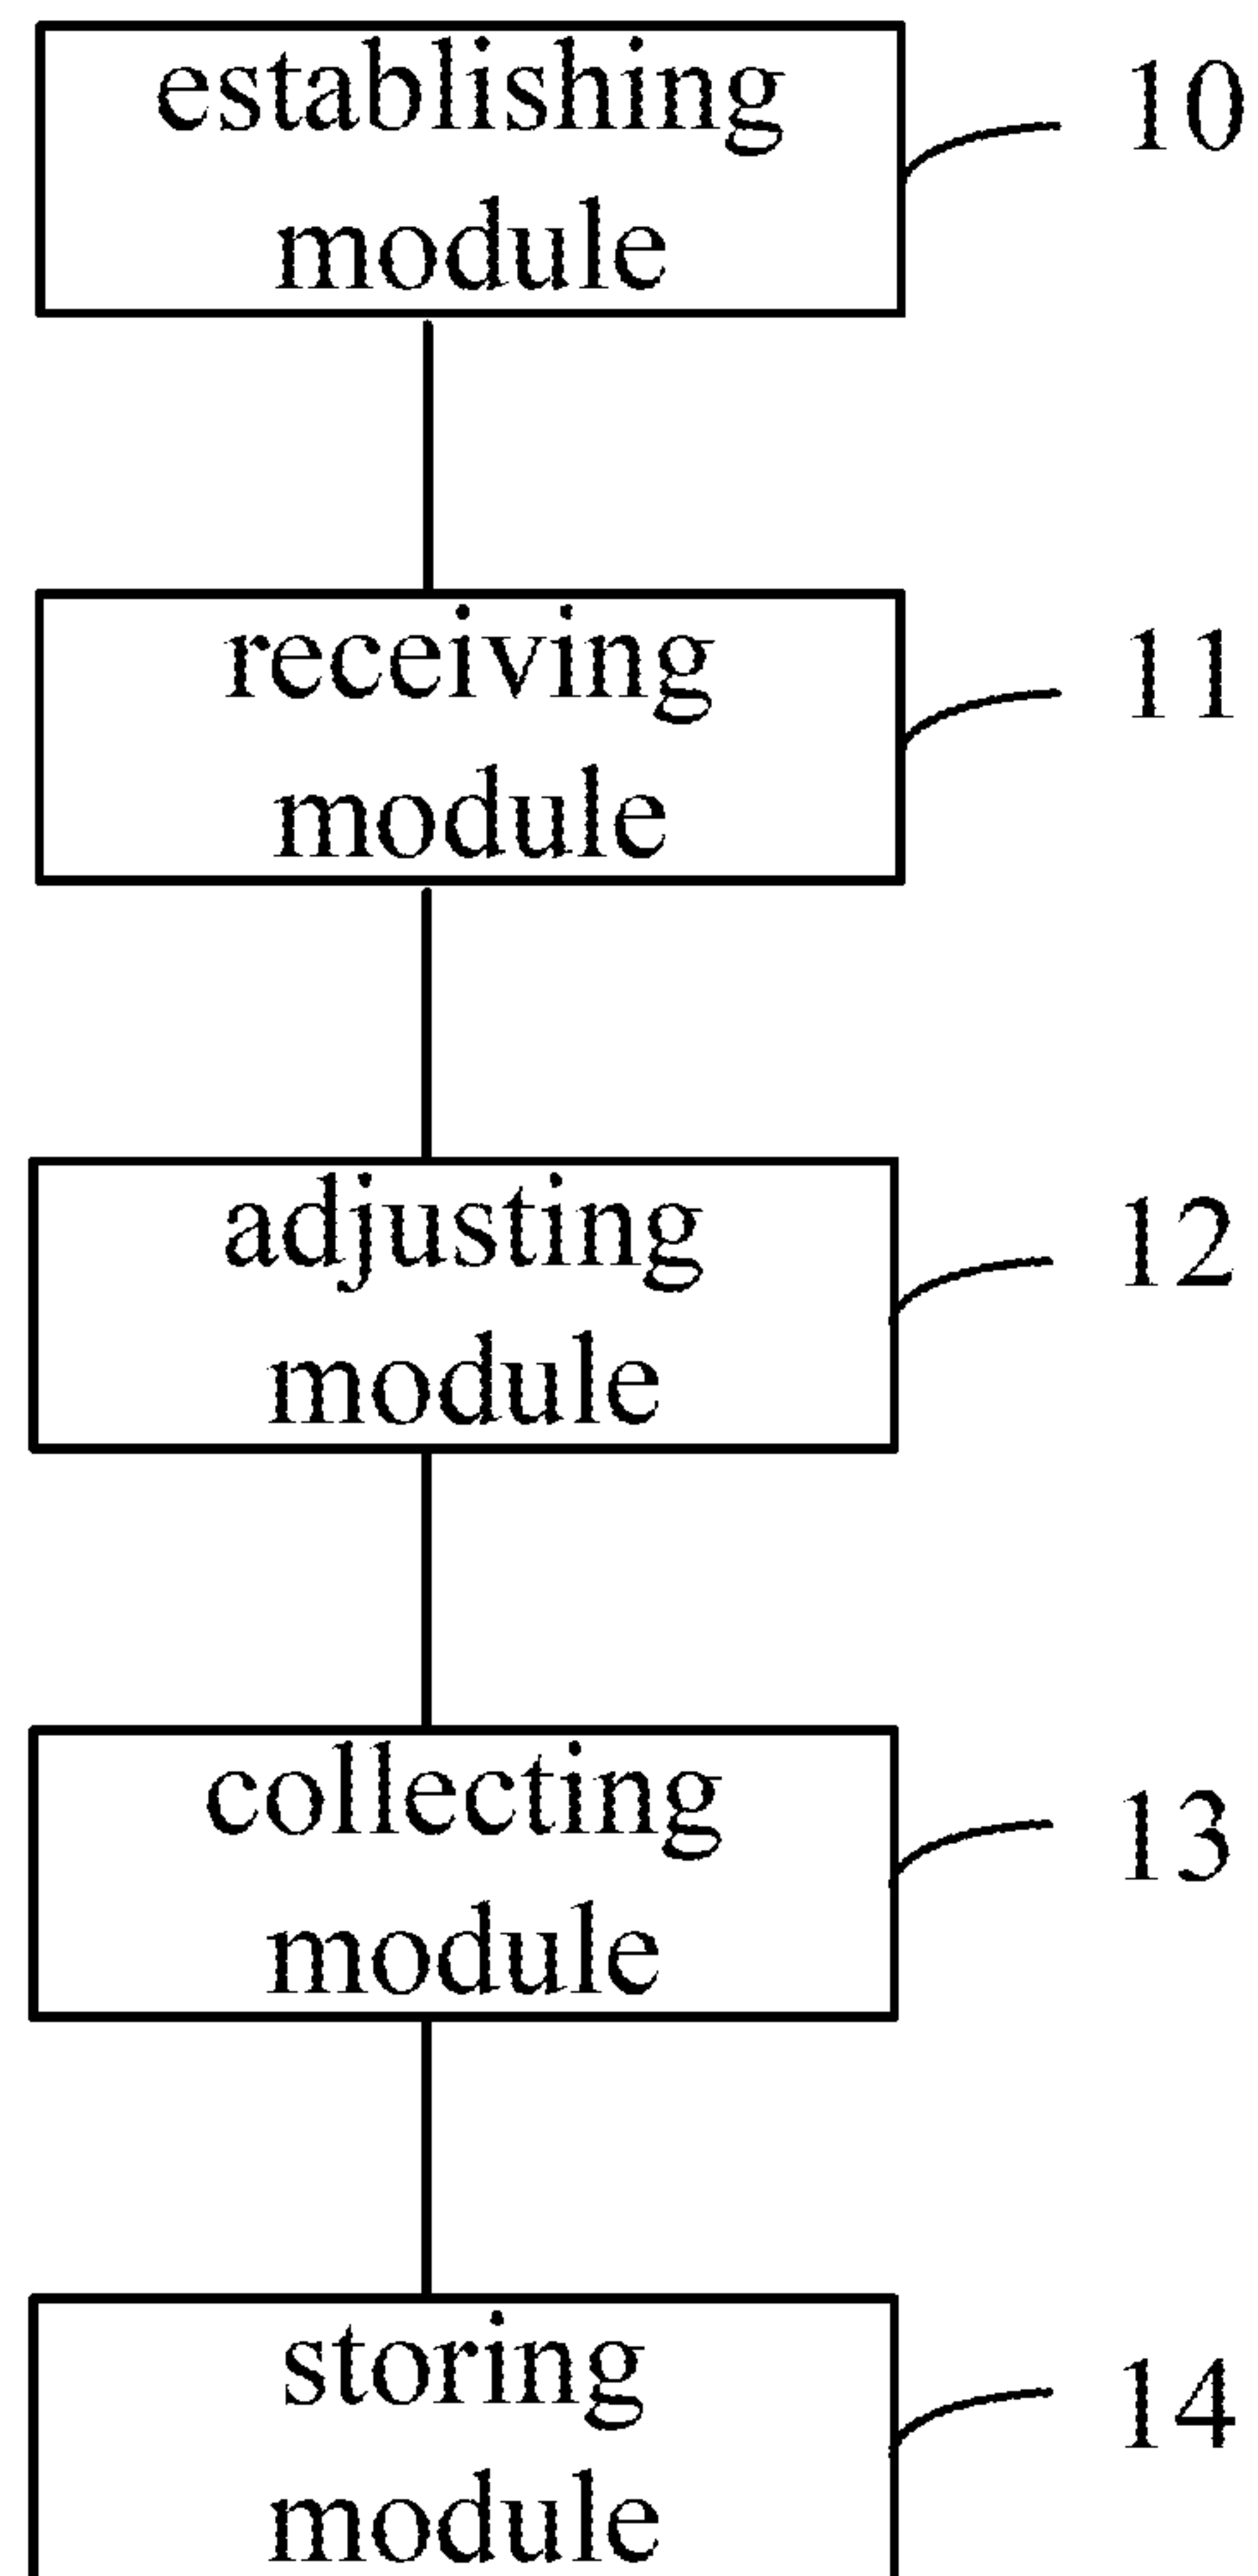 establishing
module
10
receiving
module
11
adjusting
module
12
collecting
module
13
storing
module
14